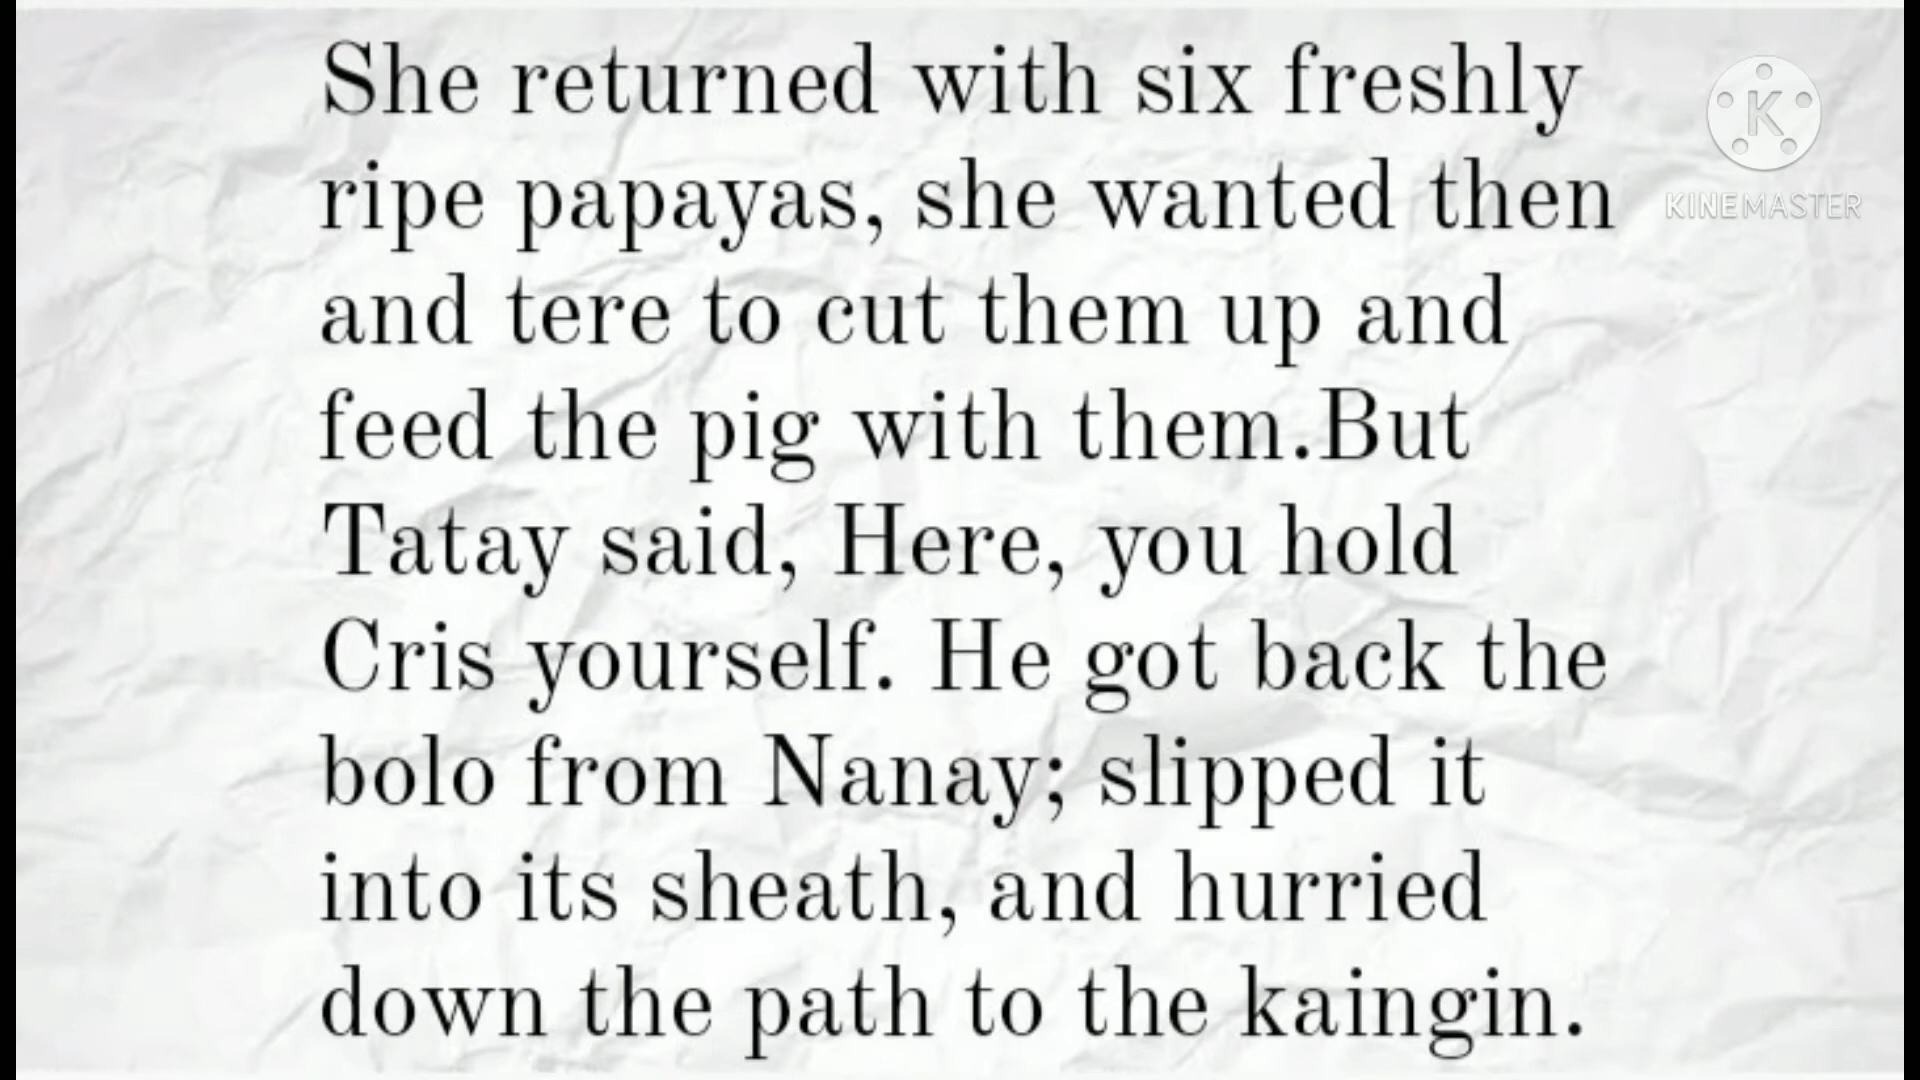 She returned with six freshly
ripe papayas, she wanted then
and tere to cut them up and
feed the pig with them.But
Tatay said, Here, you hold
Cris yourself. He got back the
bolo from Nanay; slipped it
into its sheath, and hurried
down the path to the kaingin.
K
KINEMASTER